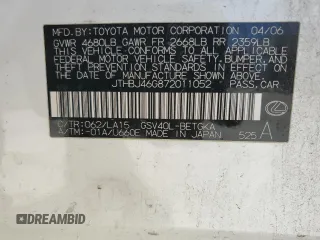 MFD.BY:TOYOTA MOTOR CORPORATION 04/06
GVWR 4680LB GAWR FR 2668LB RR 2359LB
THIS VEHICLE CONFORMS TO ALL APPLICABLE
FEDERAL MOTOR VEHICLE SAFETY, BUMPER, AND
THEFT PREVENTION STANDARDS IN EFFECT ON
THE DATE OF MANUFACTURE SHOWN ABOVE.
JTHBJ46G872011052 PASS.CAR
C/TR:062/LA15 GSV40L-BETGKA
A/TM:-01A/U660E MADE IN JAPAN 525 A